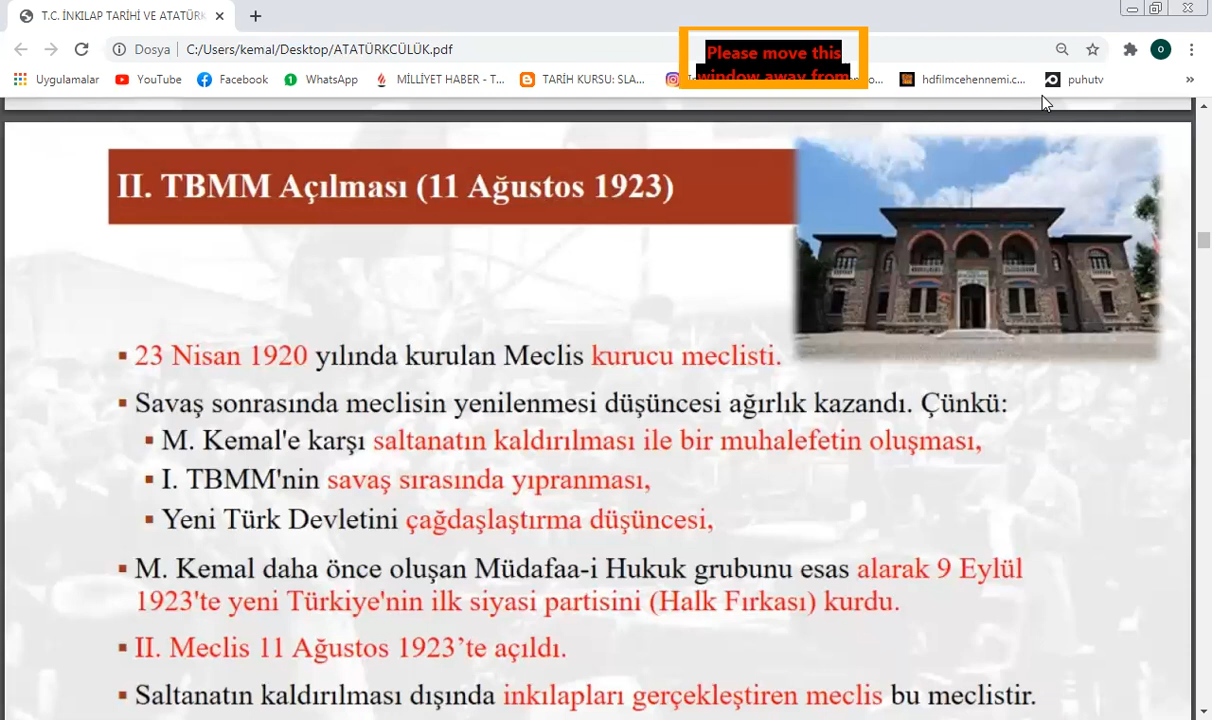 T.C. İNKILAP TARİHİ VE ATATÜRK
Dosya C:/Users/kemal/Desktop/ATATÜRKCÜLÜK.pdf
Please move this
window away from
Uygulamalar YouTube Facebook WhatsApp MİLLİYET HABER - T... TARİH KURSU: SLA... hdfilmcehennemi.c... puhutv
II. TBMM Açılması (11 Ağustos 1923)
▪ 23 Nisan 1920 yılında kurulan Meclis kurucu meclisti.
▪ Savaş sonrasında meclisin yenilenmesi düşüncesi ağırlık kazandı. Çünkü:
▪ M. Kemal'e karşı saltanatın kaldırılması ile bir muhalefetin oluşması,
▪ I. TBMM'nin savaş sırasında yıpranması,
▪ Yeni Türk Devletini çağdaşlaştırma düşüncesi,
▪ M. Kemal daha önce oluşan Müdafaa-i Hukuk grubunu esas alarak 9 Eylül
1923'te yeni Türkiye'nin ilk siyasi partisini (Halk Fırkası) kurdu.
▪ II. Meclis 11 Ağustos 1923’te açıldı.
▪ Saltanatın kaldırılması dışında inkılapları gerçekleştiren meclis bu meclistir.